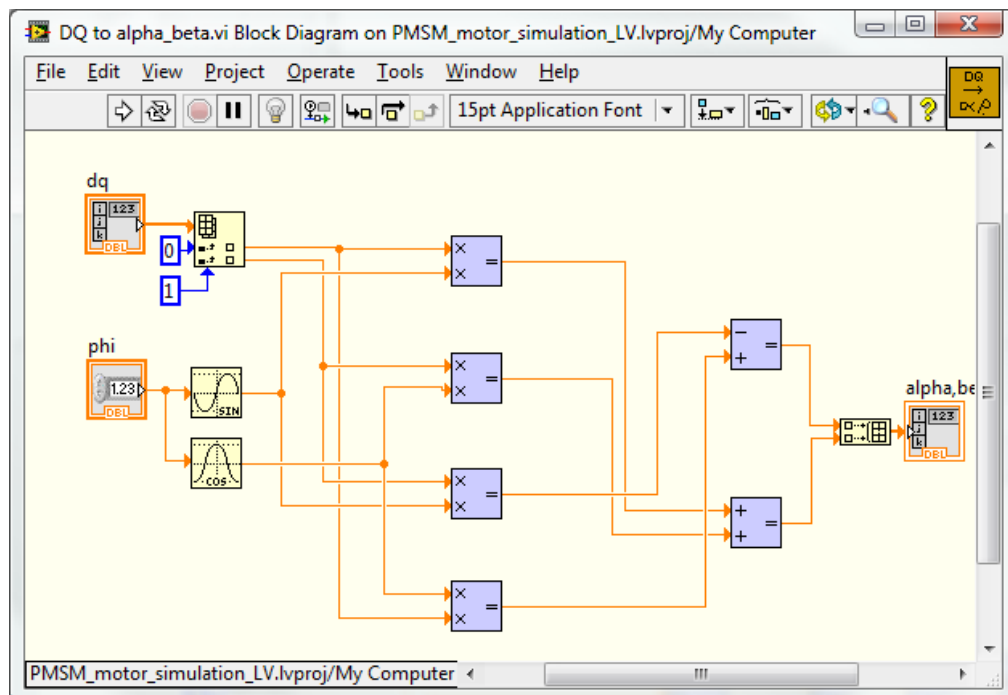 DQ to alpha_beta.vi Block Diagram on PMSM_motor_simulation_LV.lvproj/My Computer
File Edit View Project Operate Tools Window Help
DQ
→
α,β
15pt Application Font
?
dq
i
j
k
123
DBL
0
1
phi
1.23
DBL
SIN
COS
×
×
=
×
×
=
×
×
=
×
×
=
−
+
=
+
+
=
alpha,be
i
j
k
123
DBL
PMSM_motor_simulation_LV.lvproj/My Computer